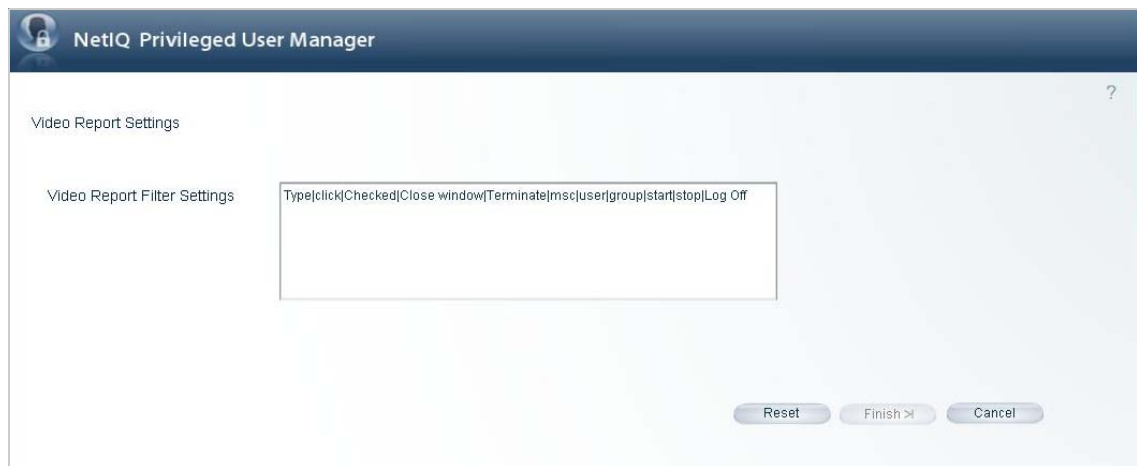 NetIQ Privileged User Manager
?
Video Report Settings
Video Report Filter Settings
Type|click|Checked|Close window|Terminate|msc|user|group|start|stop|Log Off
Reset
Finish >|
Cancel